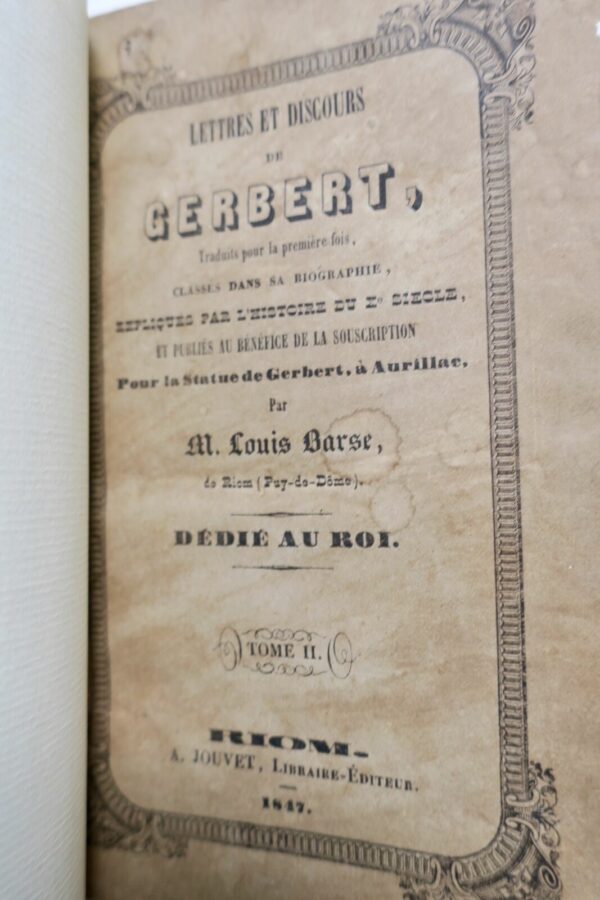 LETTRES ET DISCOURS
DE
GERBERT,
Traduits pour la première fois,
CLASSÉS DANS SA BIOGRAPHIE,
EXPLIQUÉS PAR L'HISTOIRE DU Xe SIÈCLE,
ET PUBLIÉS AU BÉNÉFICE DE LA SOUSCRIPTION
Pour la Statue de Gerbert, à Aurillac,
Par
M. Louis Barse,
de Riom (Puy-de-Dôme).
DÉDIÉ AU ROI.
TOME II.
RIOM.
A. JOUVET, LIBRAIRE-ÉDITEUR.
1847.